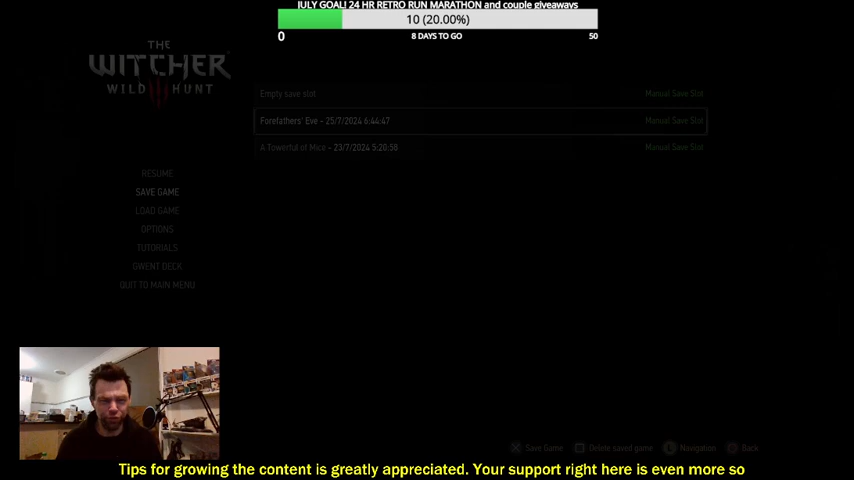 JULY GOAL! 24 HR RETRO RUN MARATHON and couple giveaways
10 (20.00%)
0
8 DAYS TO GO
50
THE
WITCHER
WILD HUNT
Empty save slot
Manual Save Slot
Forefathers' Eve – 25/7/2024 6:44:47
Manual Save Slot
A Towerful of Mice – 23/7/2024 5:20:58
Manual Save Slot
RESUME
SAVE GAME
LOAD GAME
OPTIONS
TUTORIALS
GWENT DECK
QUIT TO MAIN MENU
Save Game
Delete saved game
Navigation
Back
Tips for growing the content is greatly appreciated. Your support right here is even more so